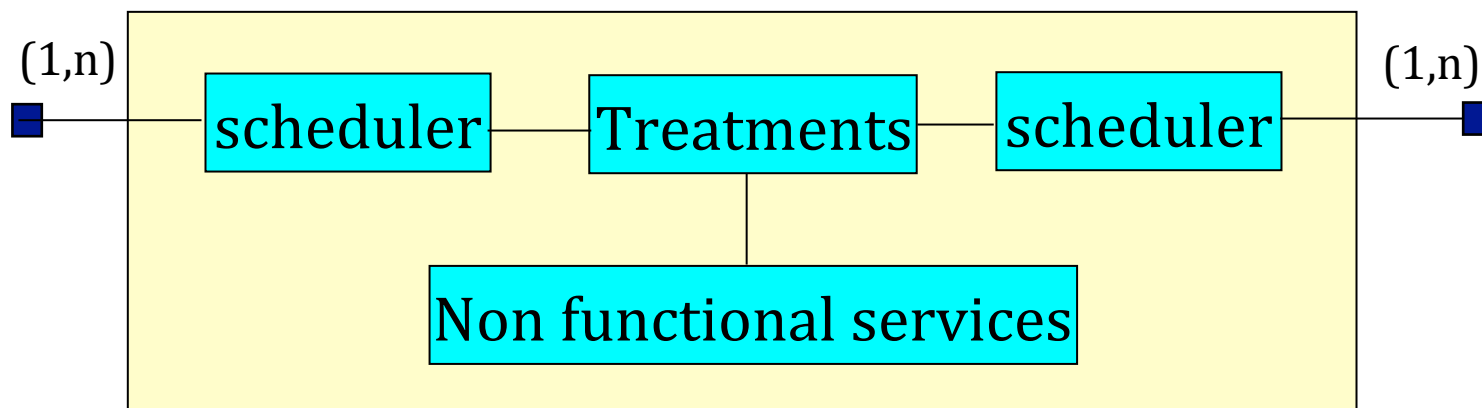 (1,n)
(1,n)
scheduler
Treatments
scheduler
Non functional services